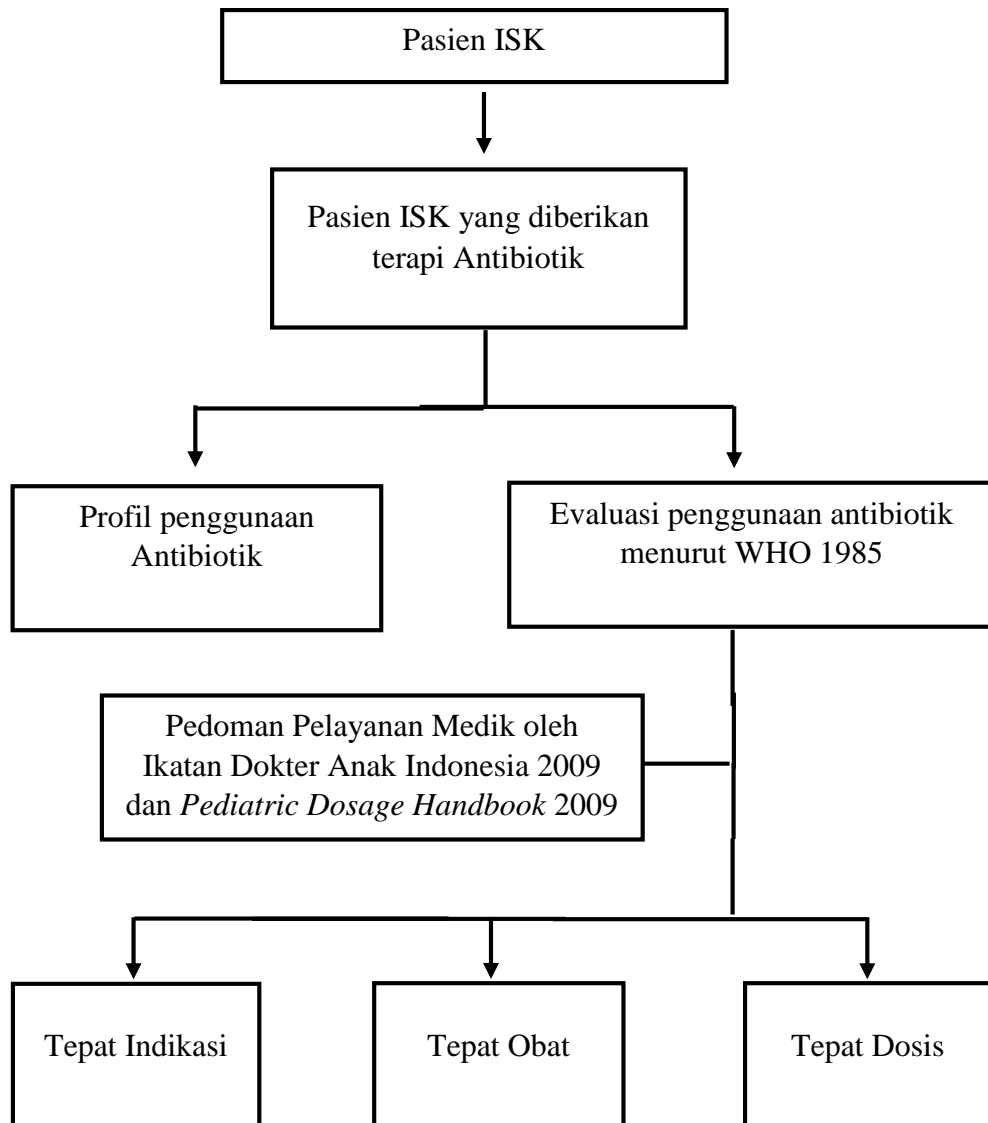 Pasien ISK
Pasien ISK yang diberikan
terapi Antibiotik
Profil penggunaan
Antibiotik
Evaluasi penggunaan antibiotik
menurut WHO 1985
Pedoman Pelayanan Medik oleh
Ikatan Dokter Anak Indonesia 2009
dan Pediatric Dosage Handbook 2009
Tepat Indikasi
Tepat Obat
Tepat Dosis